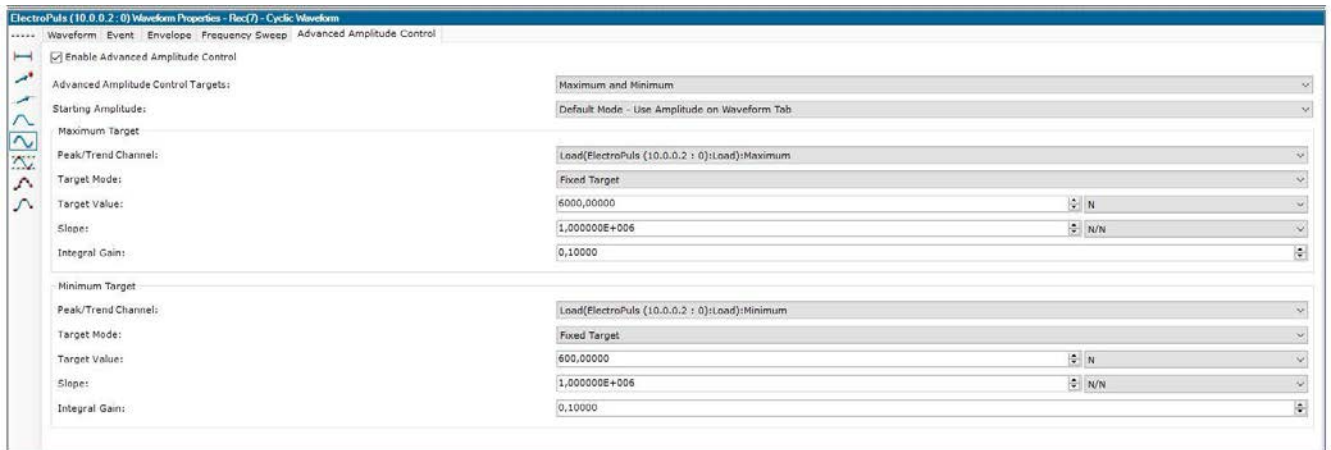 ElectroPuls (10.0.0.2 : 0) Waveform Properties - Rec(7) - Cyclic Waveform
Waveform Event Envelope Frequency Sweep Advanced Amplitude Control
Enable Advanced Amplitude Control
Advanced Amplitude Control Targets: Maximum and Minimum
Starting Amplitude: Default Mode - Use Amplitude on Waveform Tab
Maximum Target
Peak/Trend Channel: Load(ElectroPuls (10.0.0.2 : 0):Load):Maximum
Target Mode: Fixed Target
Target Value: 6000,00000 N
Slope: 1,000000E+006 N/N
Integral Gain: 0,10000
Minimum Target
Peak/Trend Channel: Load(ElectroPuls (10.0.0.2 : 0):Load):Minimum
Target Mode: Fixed Target
Target Value: 600,00000 N
Slope: 1,000000E+006 N/N
Integral Gain: 0,10000